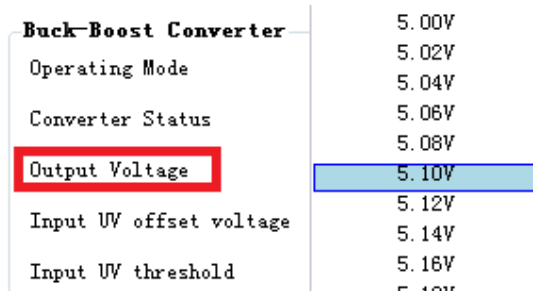 Buck-Boost Converter
Operating Mode
Converter Status
Output Voltage
Input UV offset voltage
Input UV threshold
5.00V
5.02V
5.04V
5.06V
5.08V
5.10V
5.12V
5.14V
5.16V